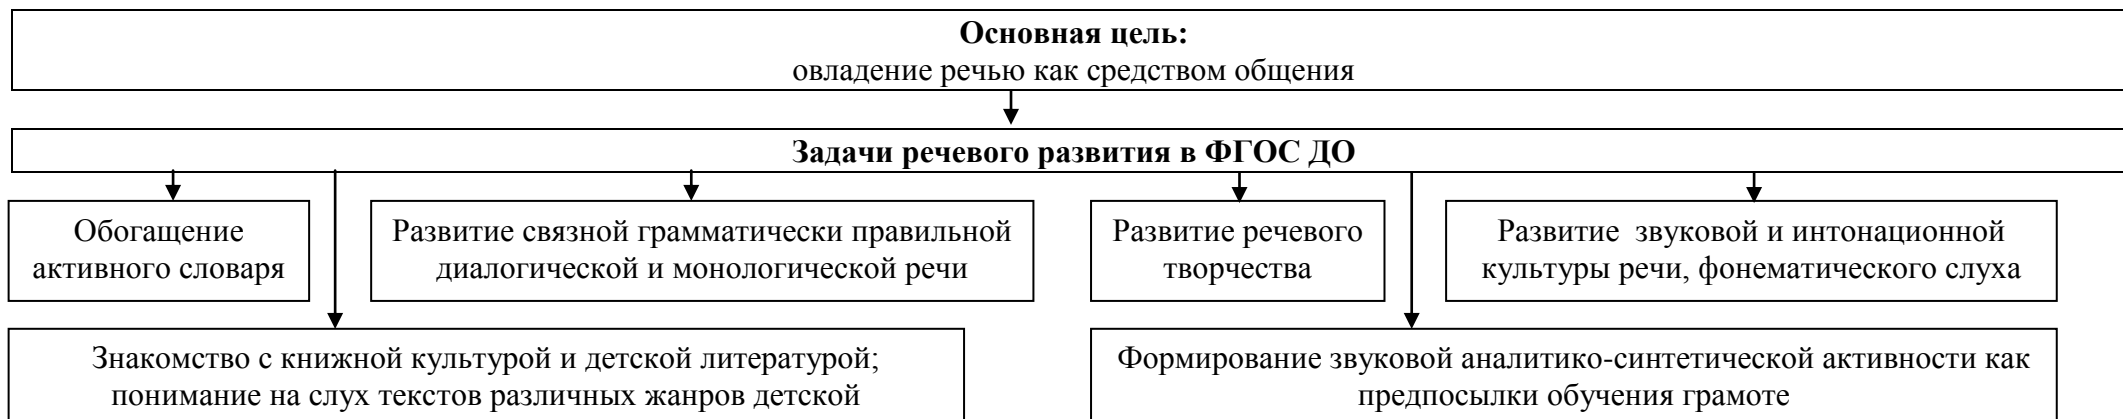 Основная цель:
овладение речью как средством общения
Задачи речевого развития в ФГОС ДО
Обогащение
активного словаря
Развитие связной грамматически правильной
диалогической и монологической речи
Развитие речевого
творчества
Развитие звуковой и интонационной
культуры речи, фонематического слуха
Знакомство с книжной культурой и детской литературой;
понимание на слух текстов различных жанров детской
Формирование звуковой аналитико-синтетической активности как
предпосылки обучения грамоте